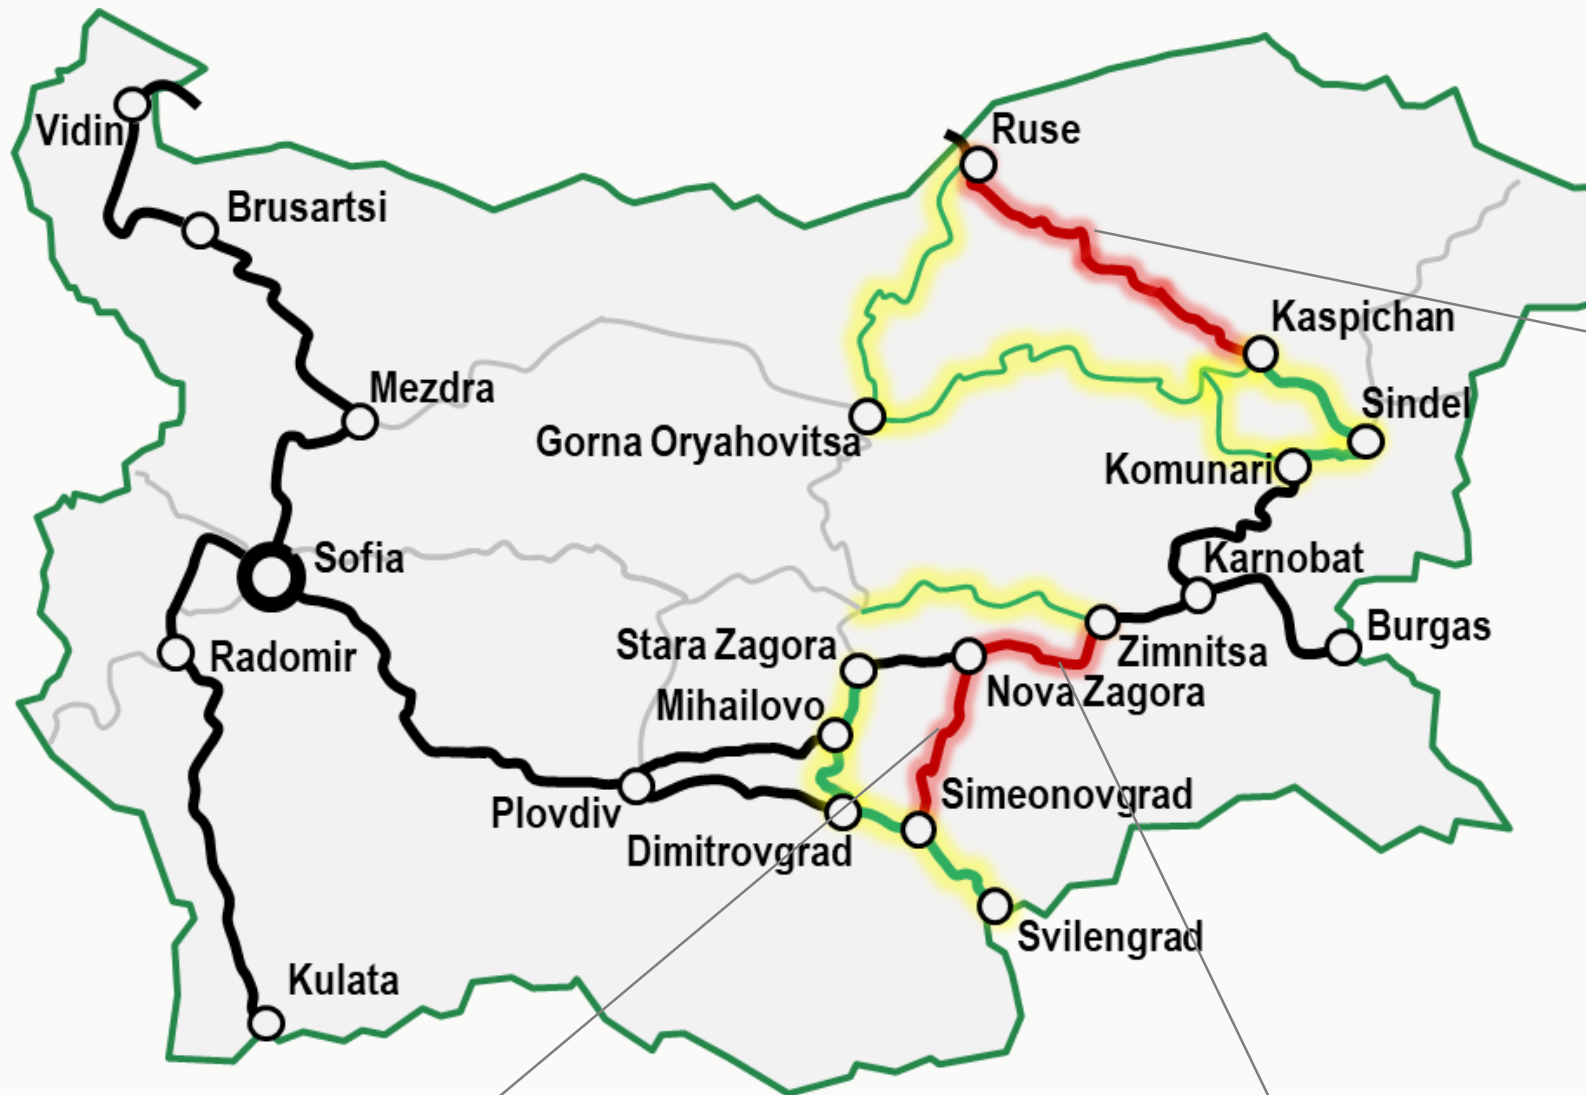 Ruse
Vidin
Brusartsi
Kaspichan
Mezdra
Sindel
Gorna Oryahovitsa
Komunari
Sofia
Karnobat
Burgas
Stara Zagora
Zimnitsa
Radomir
Nova Zagora
Mihailovo
Simeonovgrad
Plovdiv
Dimitrovgrad
Svilengrad
Kulata